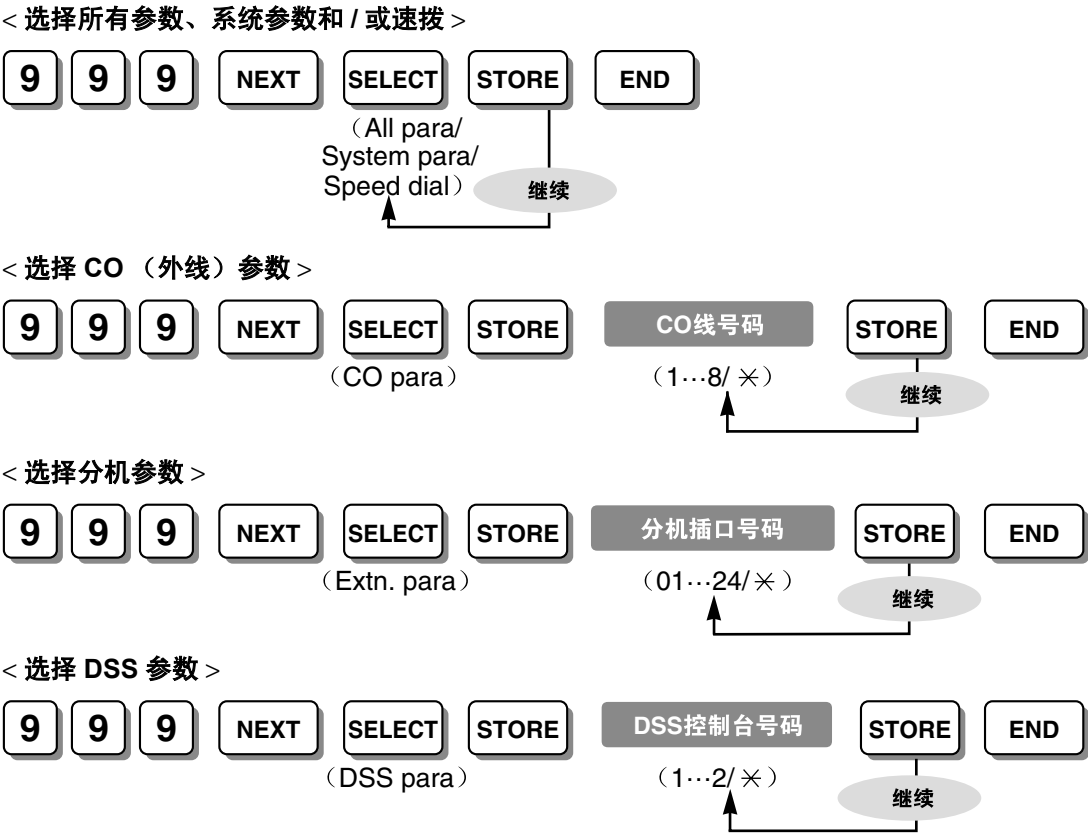 < 选择所有参数、系统参数和 / 或速拨 >
9 9 9 NEXT SELECT STORE END
（All para/
System para/
Speed dial）
继续
< 选择 CO （外线）参数 >
9 9 9 NEXT SELECT STORE CO线号码 STORE END
（CO para）
（1…8/ ✳）
继续
< 选择分机参数 >
9 9 9 NEXT SELECT STORE 分机插口号码 STORE END
（Extn. para）
（01…24/✳ ）
继续
< 选择 DSS 参数 >
9 9 9 NEXT SELECT STORE DSS控制台号码 STORE END
（DSS para）
（1…2/ ✳）
继续